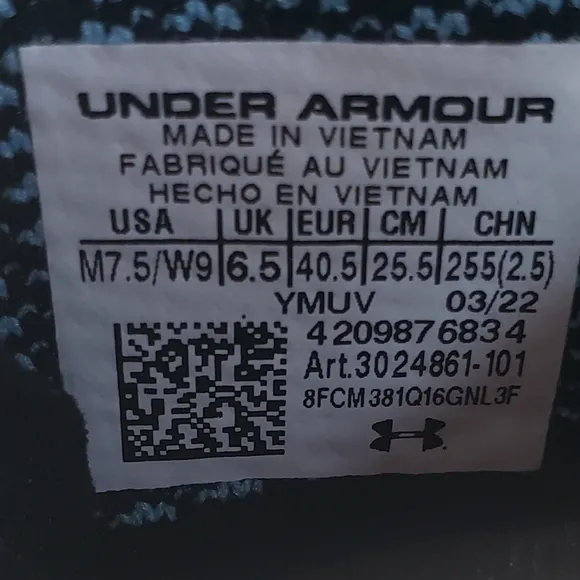 UNDER ARMOUR
MADE IN VIETNAM
FABRIQUÉ AU VIETNAM
HECHO EN VIETNAM
USA UK EUR CM CHN
M7.5/W9 6.5 40.5 25.5 255(2.5)
YMUV 03/22
4209876834
Art.3024861-101
8FCM381Q16GNL3F